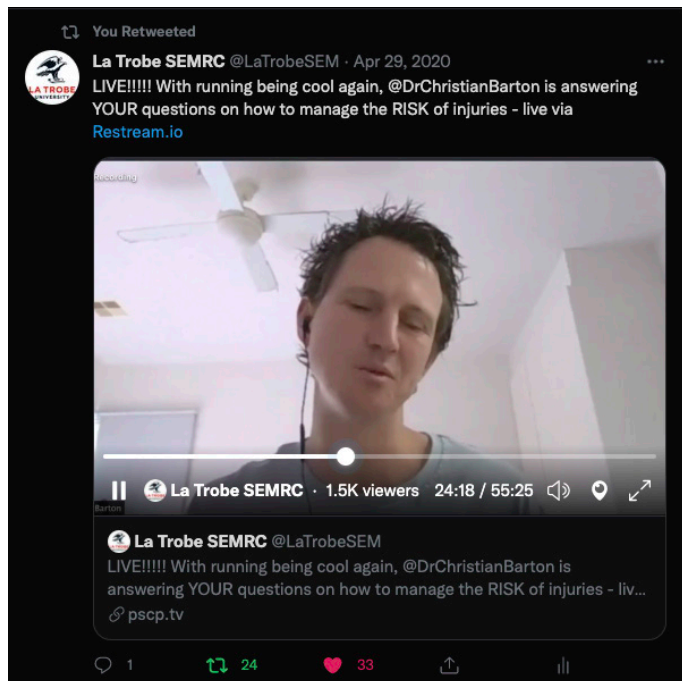 You Retweeted
La Trobe SEMRC @LaTrobeSEM · Apr 29, 2020
LIVE!!!!! With running being cool again, @DrChristianBarton is answering
YOUR questions on how to manage the RISK of injuries - live via
Restream.io
LA TROBE
UNIVERSITY
Recording
La Trobe SEMRC · 1.5K viewers 24:18 / 55:25
Barton
La Trobe SEMRC @LaTrobeSEM
LIVE!!!!! With running being cool again, @DrChristianBarton is
answering YOUR questions on how to manage the RISK of injuries - liv...
pscp.tv
1 24 33